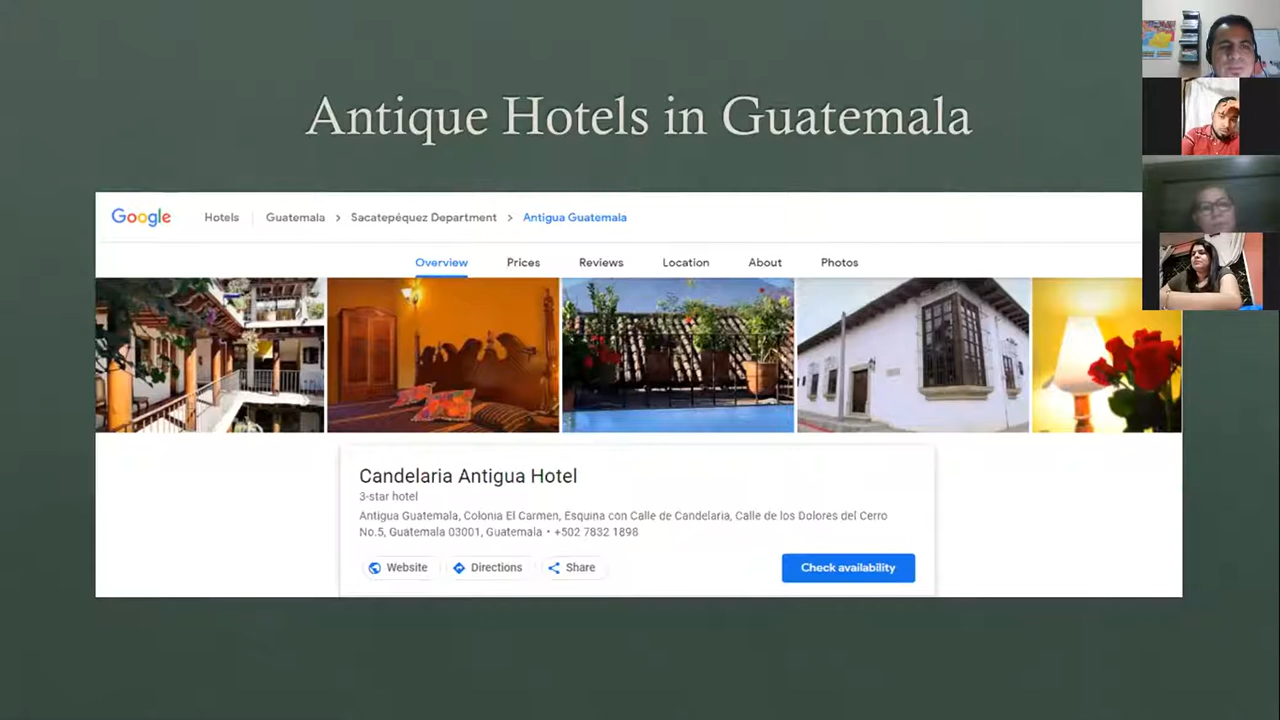 Antique Hotels in Guatemala
Google Hotels Guatemala > Sacatepéquez Department > Antigua Guatemala
Overview Prices Reviews Location About Photos
Candelaria Antigua Hotel
3-star hotel
Antigua Guatemala, Colonia El Carmen, Esquina con Calle de Candelaria, Calle de los Dolores del Cerro
No.5, Guatemala 03001, Guatemala • +502 7832 1898
Website Directions Share Check availability